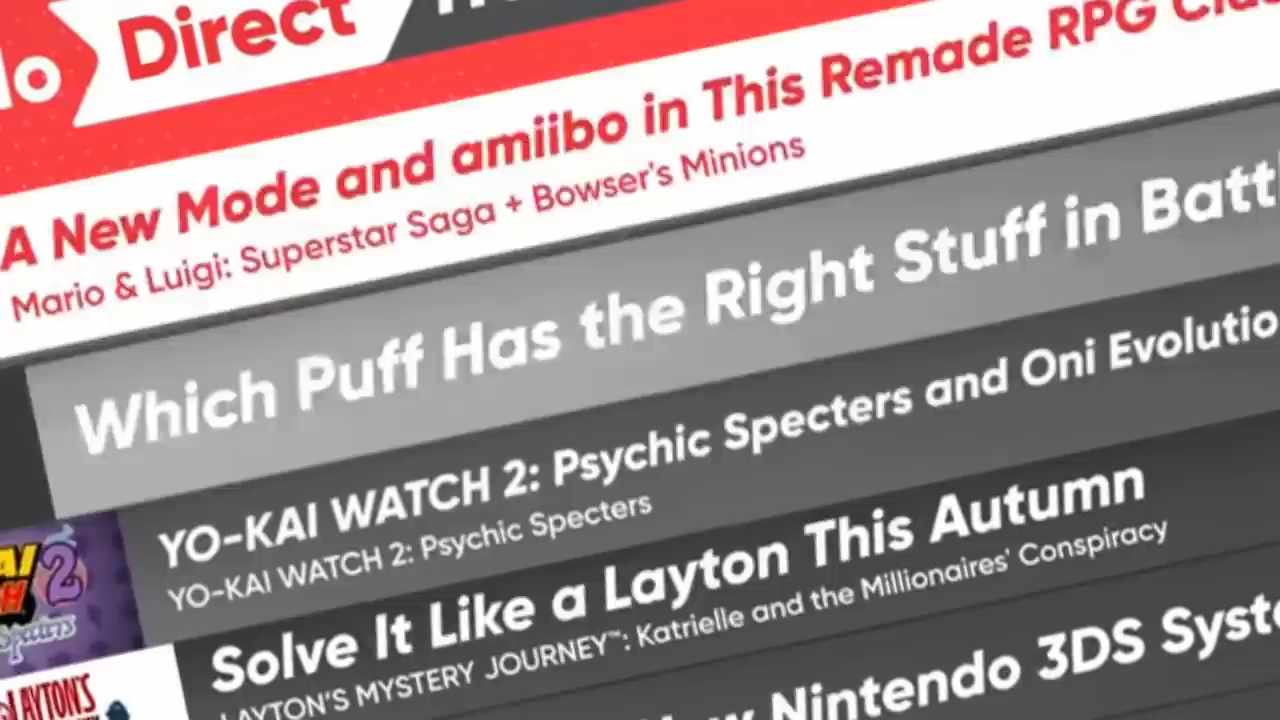 Direct
A New Mode and amiibo in This Remade RPG
Mario & Luigi: Superstar Saga + Bowser's Minions
Which Puff Has the Right Stuff in
YO-KAI WATCH 2: Psychic Specters and Oni
YO-KAI WATCH 2: Psychic Specters
2
Solve It Like a Layton This Autumn
LAYTON'S MYSTERY JOURNEY™: Katrielle and the Millionaires' Conspiracy
LAYTON'S
Nintendo 3DS